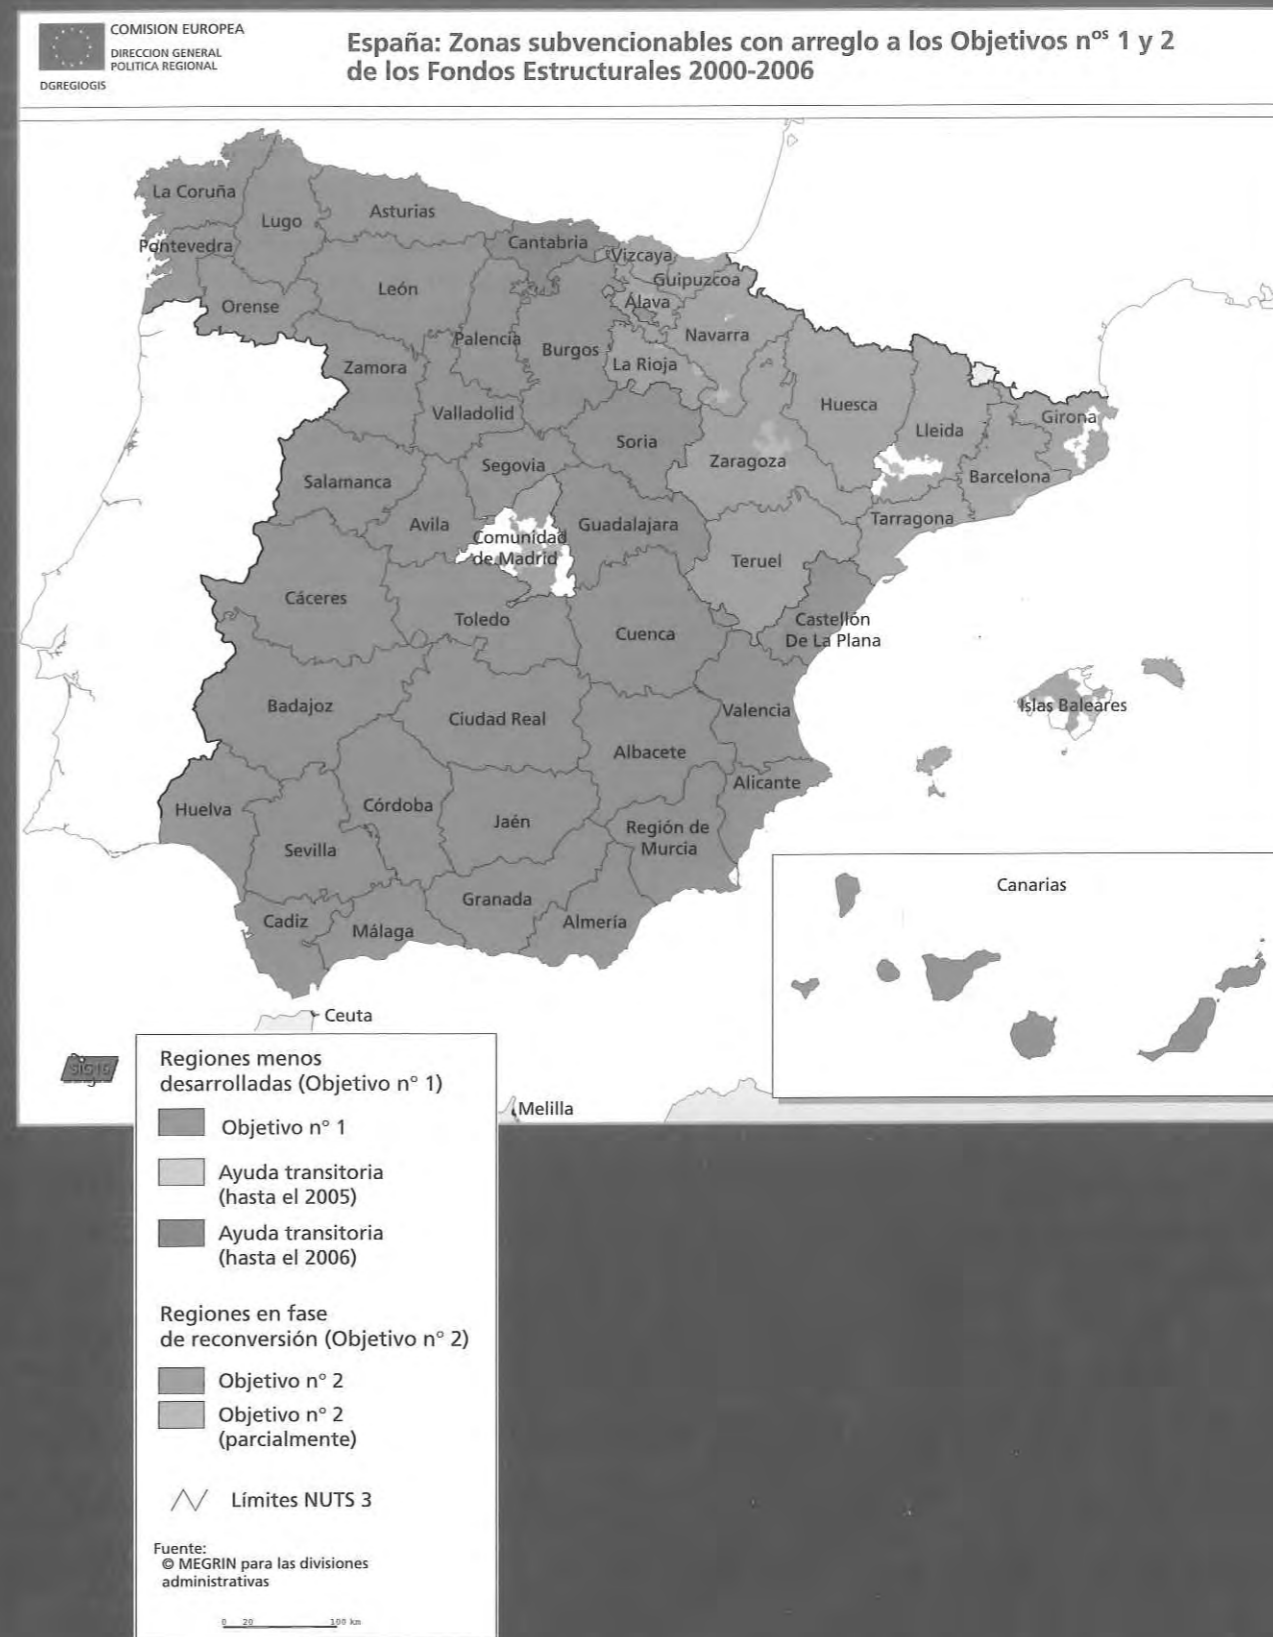 COMISION EUROPEA
DIRECCION GENERAL
POLITICA REGIONAL
DGREGIOGIS
España: Zonas subvencionables con arreglo a los Objetivos nos 1 y 2
de los Fondos Estructurales 2000-2006
La Coruña
Lugo
Asturias
Cantabria
Pontevedra
Vizcaya
Guipuzcoa
Orense
León
Álava
Palencia
Burgos
Navarra
Zamora
La Rioja
Huesca
Girona
Valladolid
Lleida
Soria
Segovia
Zaragoza
Barcelona
Salamanca
Avila
Guadalajara
Tarragona
Comunidad
de Madrid
Teruel
Cáceres
Toledo
Cuenca
Castellón
De La Plana
Badajoz
Ciudad Real
Valencia
Islas Baleares
Albacete
Alicante
Huelva
Córdoba
Jaén
Región de
Murcia
Sevilla
Granada
Cadiz
Málaga
Almería
Canarias
Ceuta
Melilla
Regiones menos
desarrolladas (Objetivo n° 1)
Objetivo n° 1
Ayuda transitoria
(hasta el 2005)
Ayuda transitoria
(hasta el 2006)
Regiones en fase
de reconversión (Objetivo n° 2)
Objetivo n° 2
Objetivo n° 2
(parcialmente)
Límites NUTS 3
Fuente:
© MEGRIN para las divisiones
administrativas
0 20 100 km